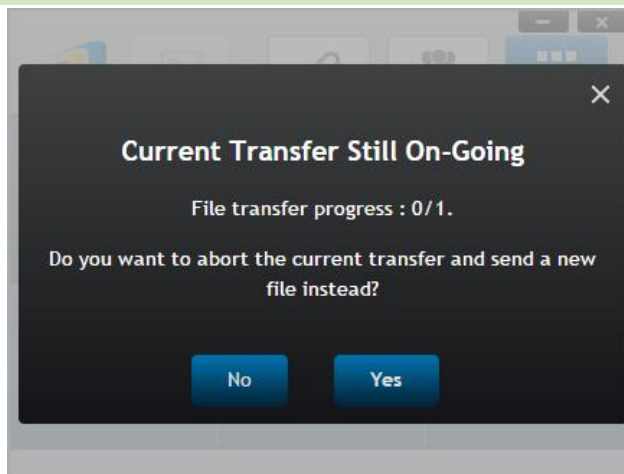 Current Transfer Still On-Going
File transfer progress : 0/1.
Do you want to abort the current transfer and send a new
file instead?
No
Yes